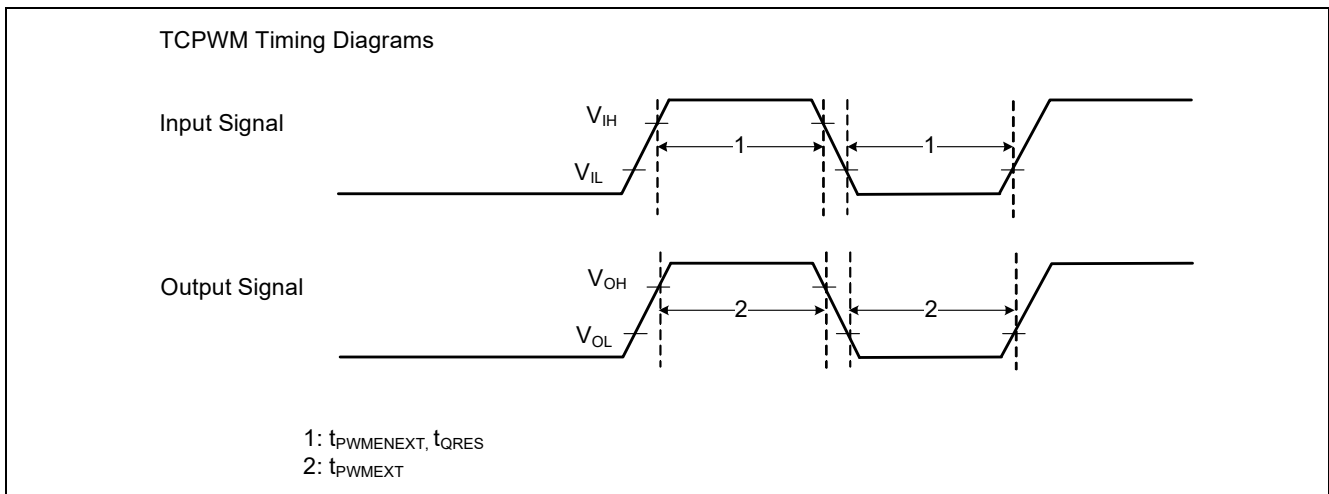 TCPWM Timing Diagrams
Input Signal
VIH
VIL
1
1
Output Signal
VOH
VOL
2
2
1: tPWMENEXT, tQRES
2: tPWMEXT